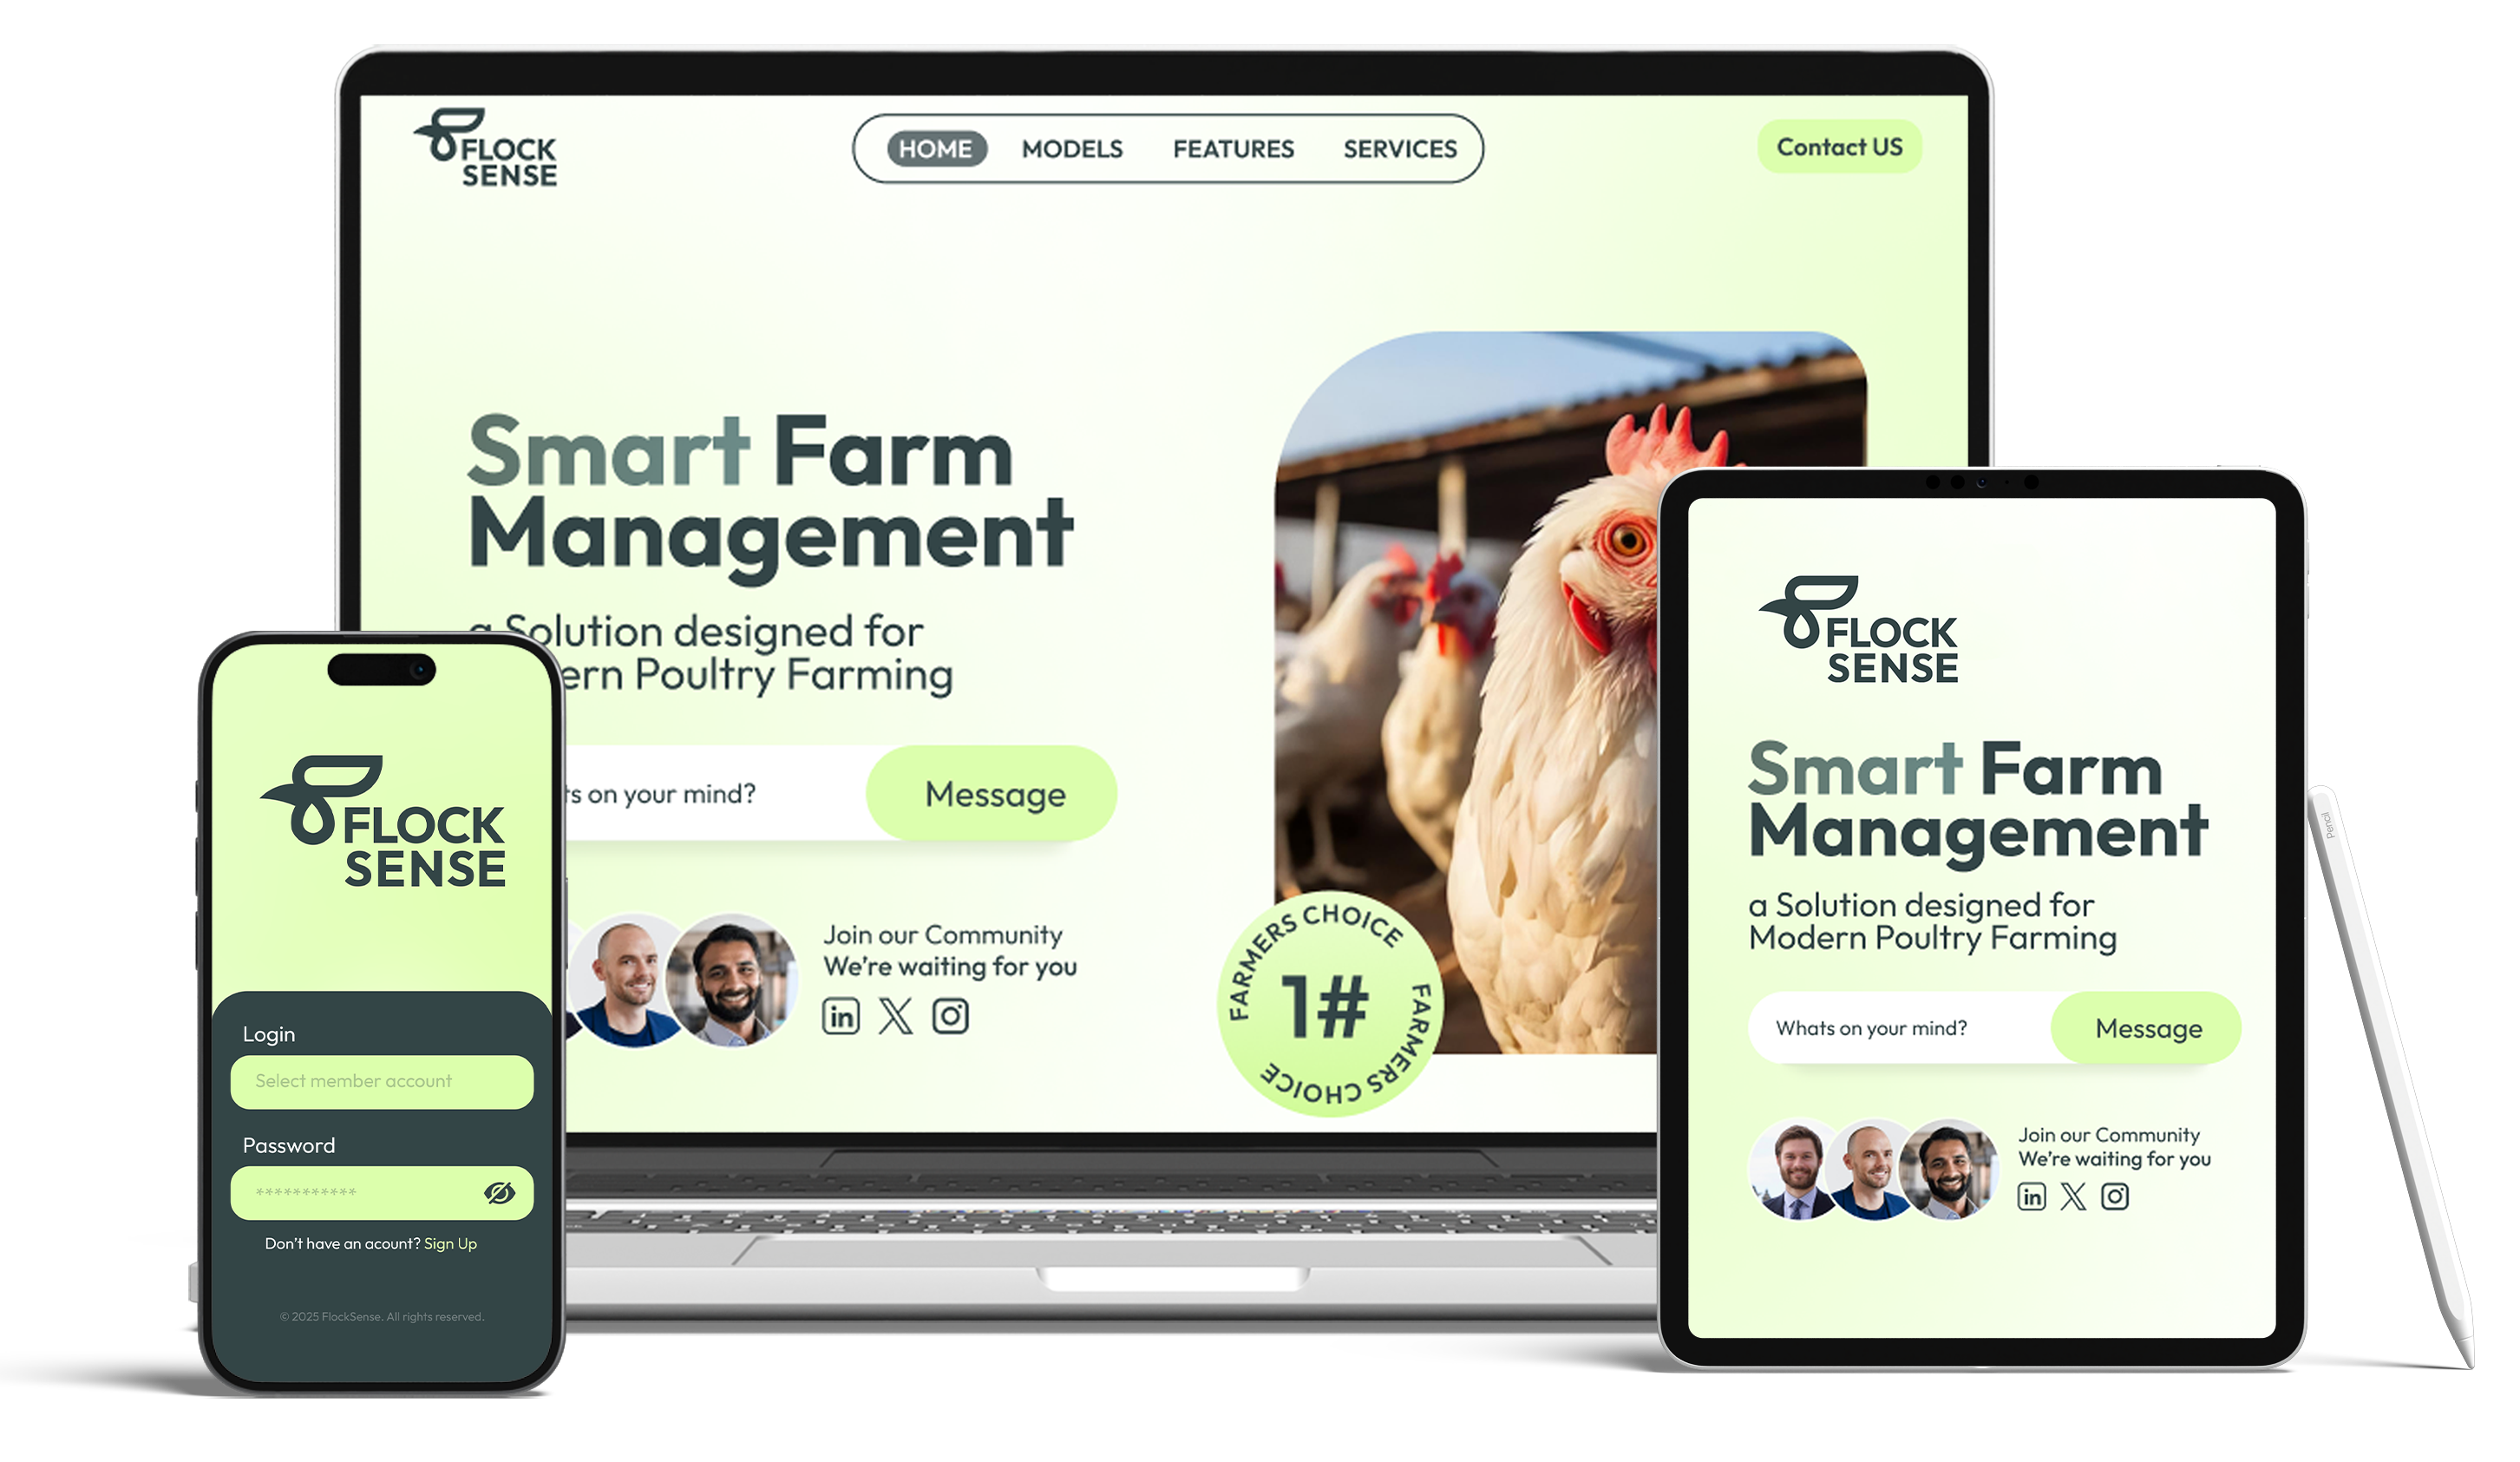 FLOCK
SENSE
HOME MODELS FEATURES SERVICES
Contact US
Smart Farm
Management
a Solution designed for
ern Poultry Farming
s on your mind?
Message
Join our Community
We're waiting for you
in
FARMERS CHOICE
1#
FARMERS CHOICE
FLOCK
SENSE
Login
Select member account
Password
***********
Don't have an acount? Sign Up
© 2025 FlockSense. All rights reserved.
FLOCK
SENSE
Smart Farm
Management
a Solution designed for
Modern Poultry Farming
Whats on your mind?
Message
Join our Community
We're waiting for you
in
Pencil